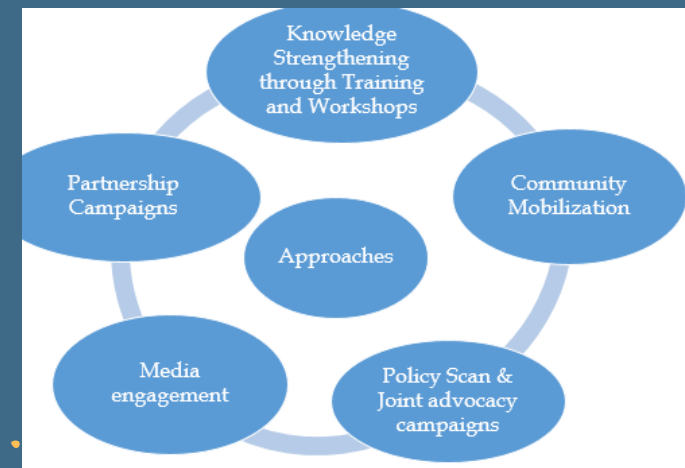 Knowledge
Strengthening
through Training
and Workshops
Partnership
Campaigns
Community
Mobilization
Approaches
Media
engagement
Policy Scan &
Joint advocacy
campaigns